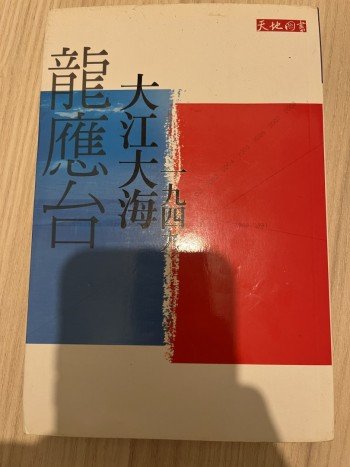 天地圖書
龍應台
大江大海
一九四九